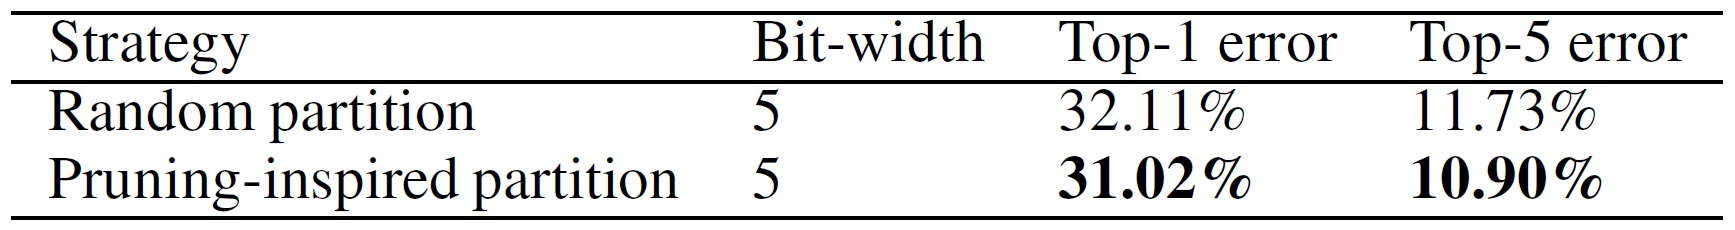 Strategy Bit-width Top-1 error Top-5 error
Random partition 5 32.11% 11.73%
Pruning-inspired partition 5 31.02% 10.90%